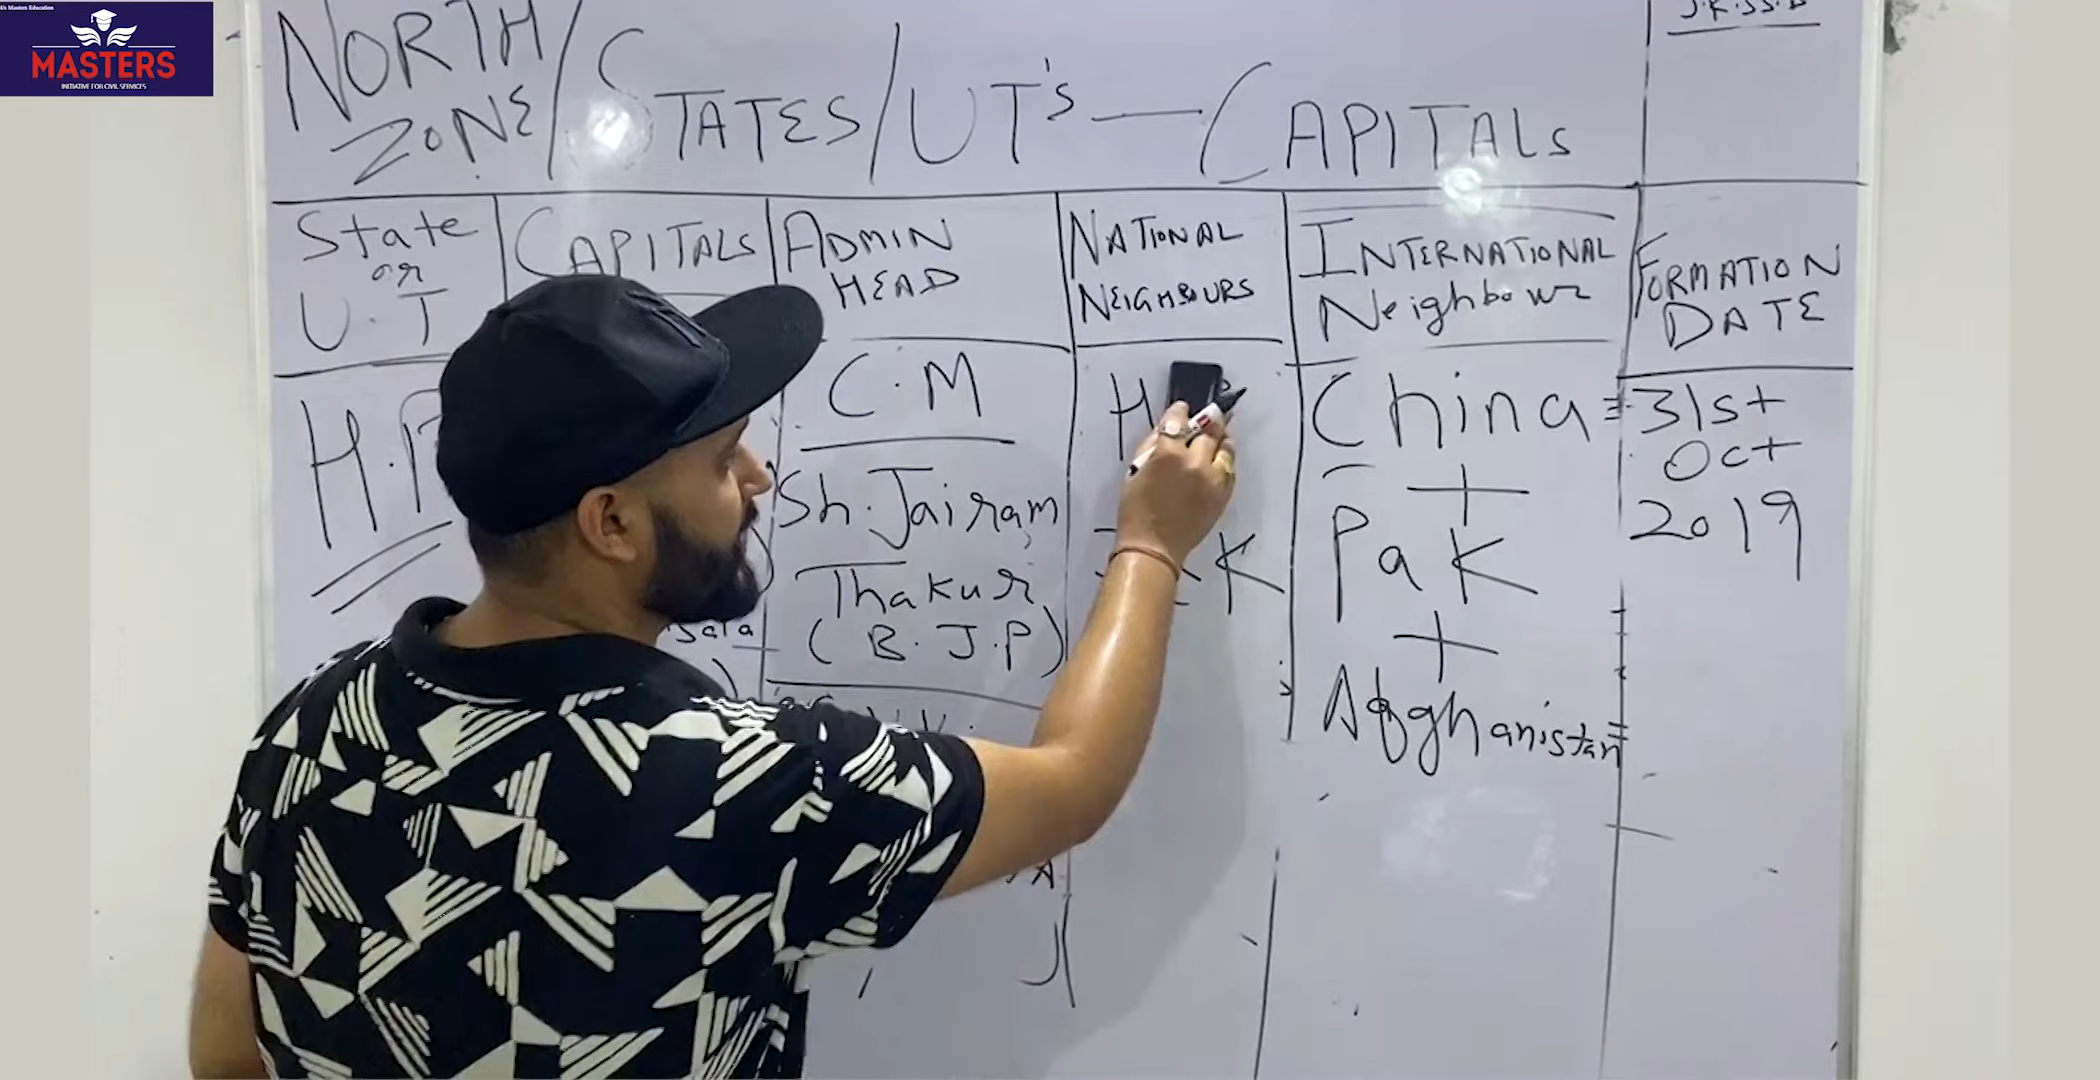 MASTERS
INITIATIVE FOR CIVIL SERVICES
J.K.SS.B
NORTH ZONE/STATES/UT's — CAPITALS
State or U.T
CAPITALS
ADMIN HEAD
NATIONAL NEIGHBOURS
INTERNATIONAL Neighbour
FORMATION DATE
H.P
C.M
Sh. Jairam
Thakur
(B.J.P)
H
K
China
+
Pak
+
Afghanistan
31st
Oct
2019